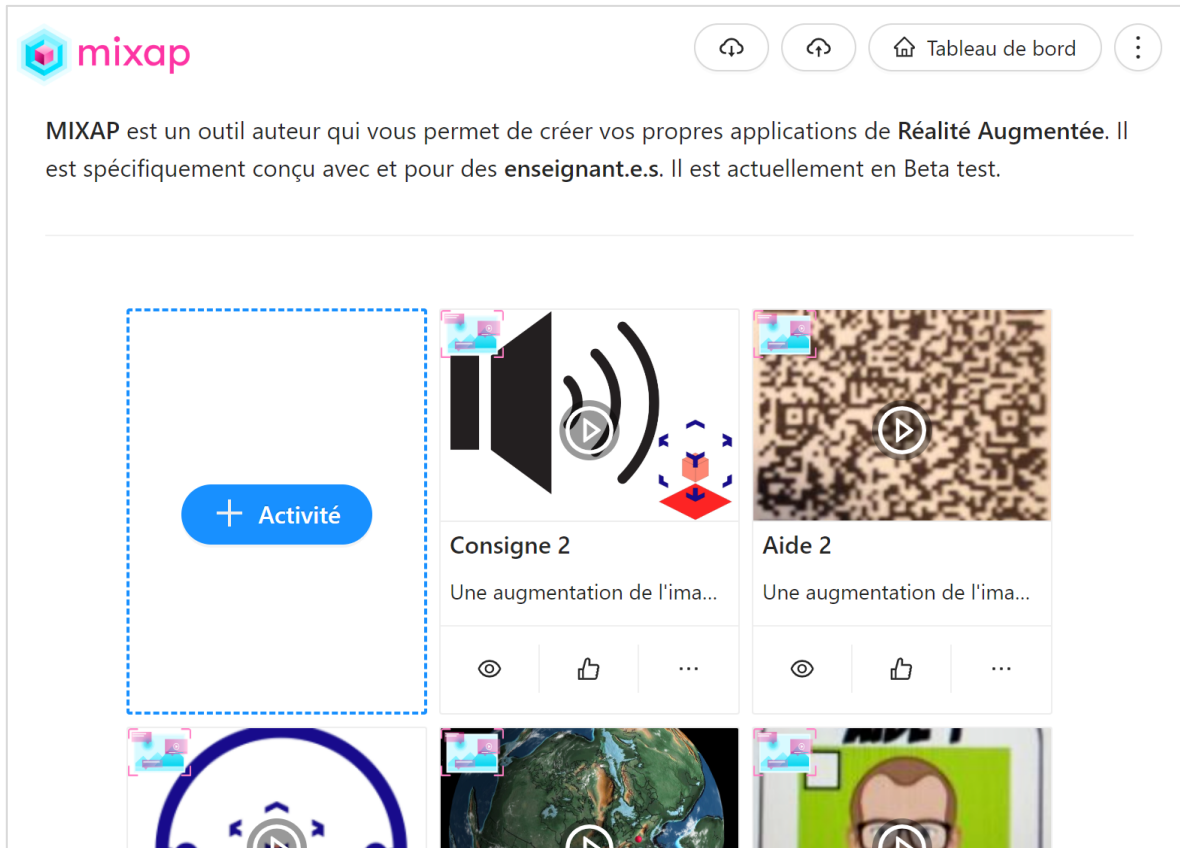 mixap
Tableau de bord
MIXAP est un outil auteur qui vous permet de créer vos propres applications de Réalité Augmentée. Il
est spécifiquement conçu avec et pour des enseignant.e.s. Il est actuellement en Beta test.
Activité
Consigne 2
Une augmentation de l'ima...
Aide 2
Une augmentation de l'ima...